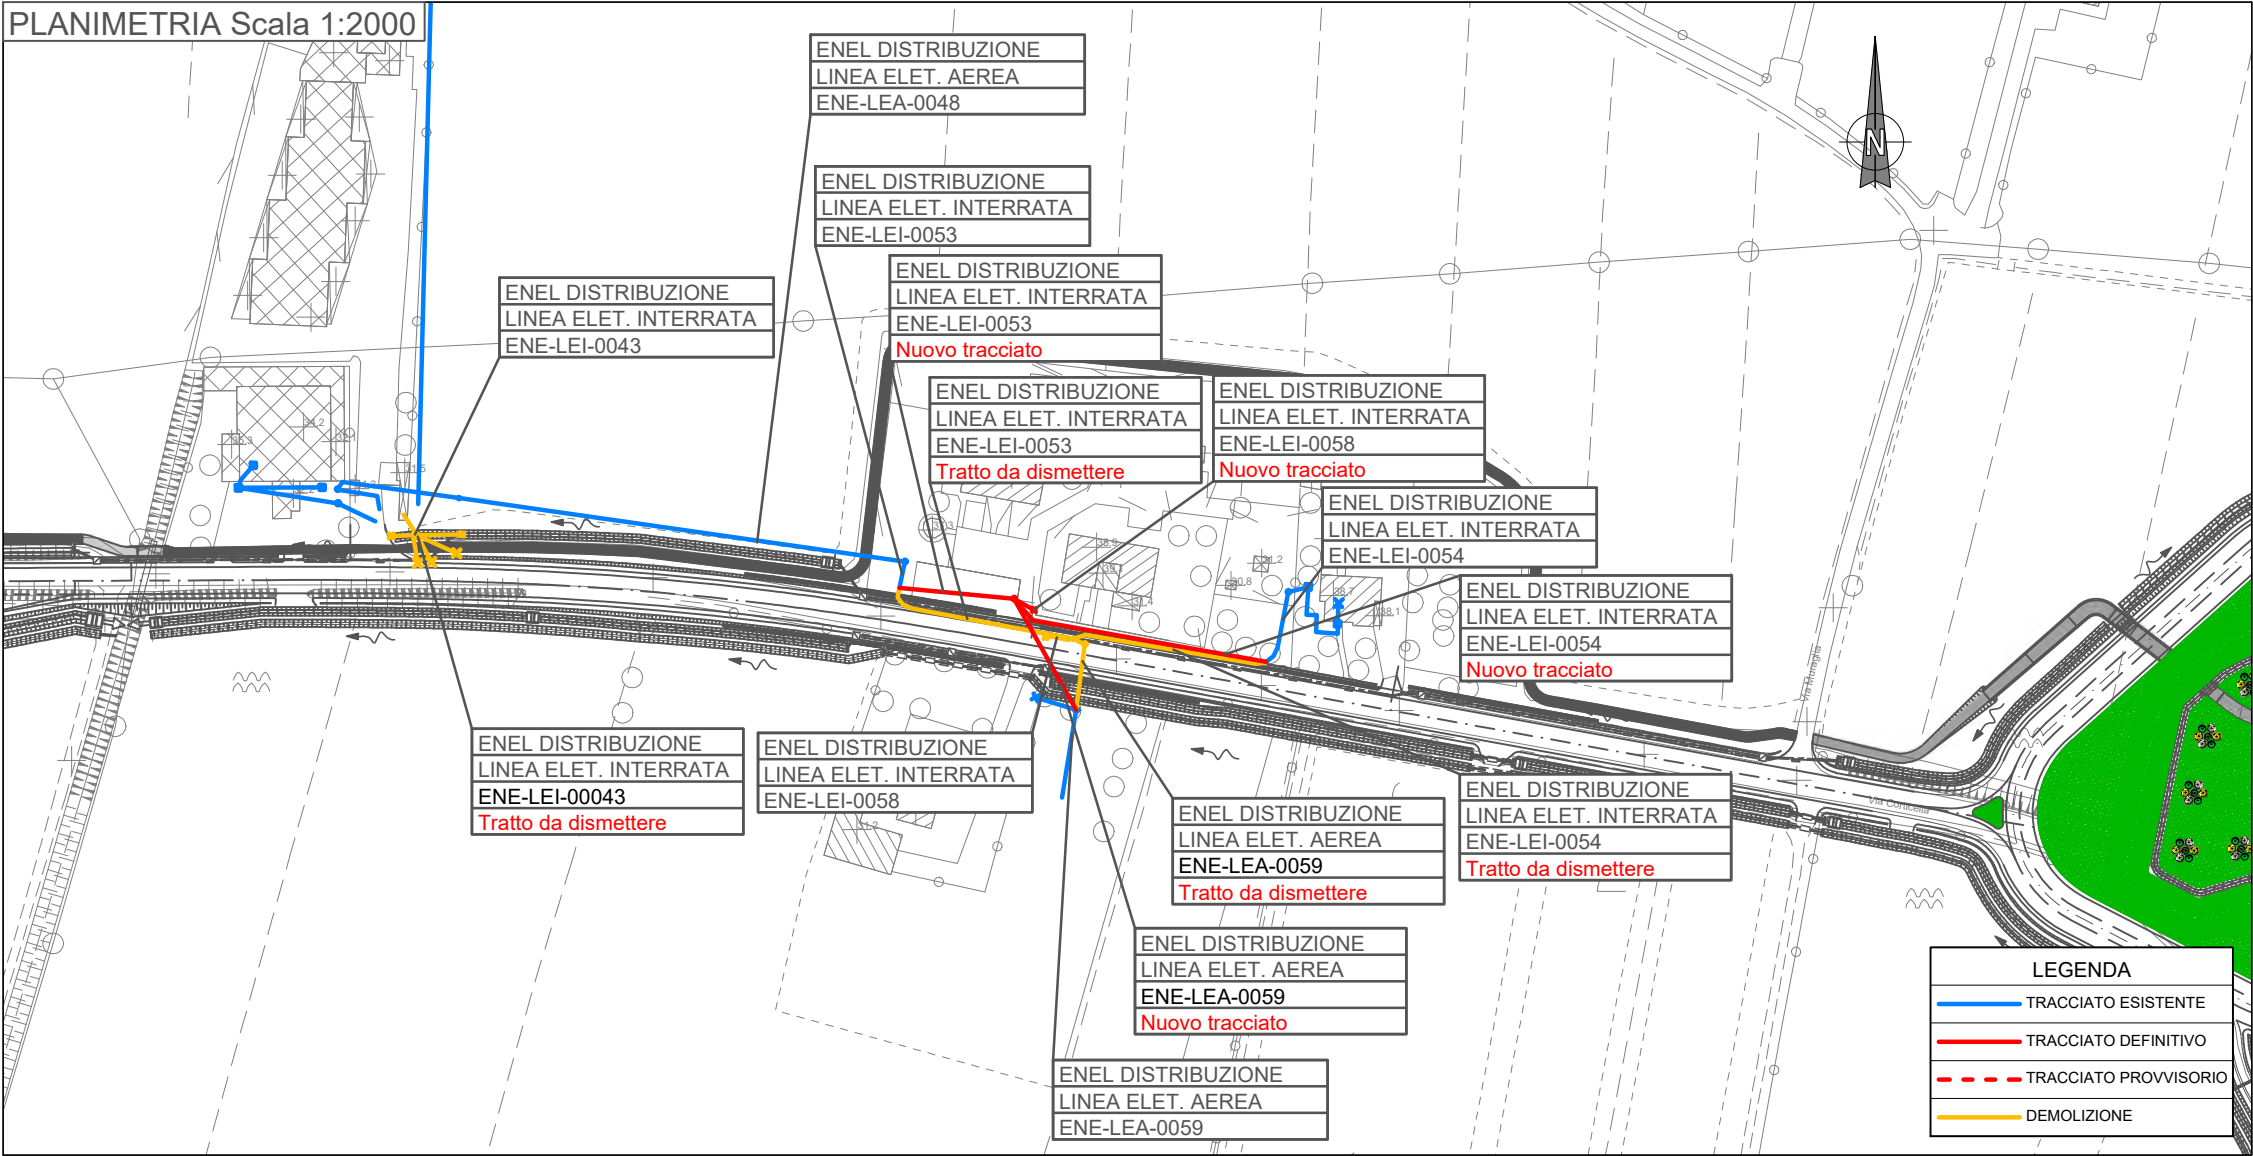 PLANIMETRIA Scala 1:2000
ENEL DISTRIBUZIONE
LINEA ELET. AEREA
ENE-LEA-0048
ENEL DISTRIBUZIONE
LINEA ELET. INTERRATA
ENE-LEI-0053
ENEL DISTRIBUZIONE
LINEA ELET. INTERRATA
ENE-LEI-0053
Nuovo tracciato
ENEL DISTRIBUZIONE
LINEA ELET. INTERRATA
ENE-LEI-0043
ENEL DISTRIBUZIONE
LINEA ELET. INTERRATA
ENE-LEI-0053
Tratto da dismettere
ENEL DISTRIBUZIONE
LINEA ELET. INTERRATA
ENE-LEI-0058
Nuovo tracciato
ENEL DISTRIBUZIONE
LINEA ELET. INTERRATA
ENE-LEI-0054
ENEL DISTRIBUZIONE
LINEA ELET. INTERRATA
ENE-LEI-0054
Nuovo tracciato
ENEL DISTRIBUZIONE
LINEA ELET. INTERRATA
ENE-LEI-00043
Tratto da dismettere
ENEL DISTRIBUZIONE
LINEA ELET. INTERRATA
ENE-LEI-0058
ENEL DISTRIBUZIONE
LINEA ELET. AEREA
ENE-LEA-0059
Tratto da dismettere
ENEL DISTRIBUZIONE
LINEA ELET. INTERRATA
ENE-LEI-0054
Tratto da dismettere
ENEL DISTRIBUZIONE
LINEA ELET. AEREA
ENE-LEA-0059
Nuovo tracciato
ENEL DISTRIBUZIONE
LINEA ELET. AEREA
ENE-LEA-0059
N
Via Muraglia
Via Corticella
LEGENDA
TRACCIATO ESISTENTE
TRACCIATO DEFINITIVO
TRACCIATO PROVVISORIO
DEMOLIZIONE